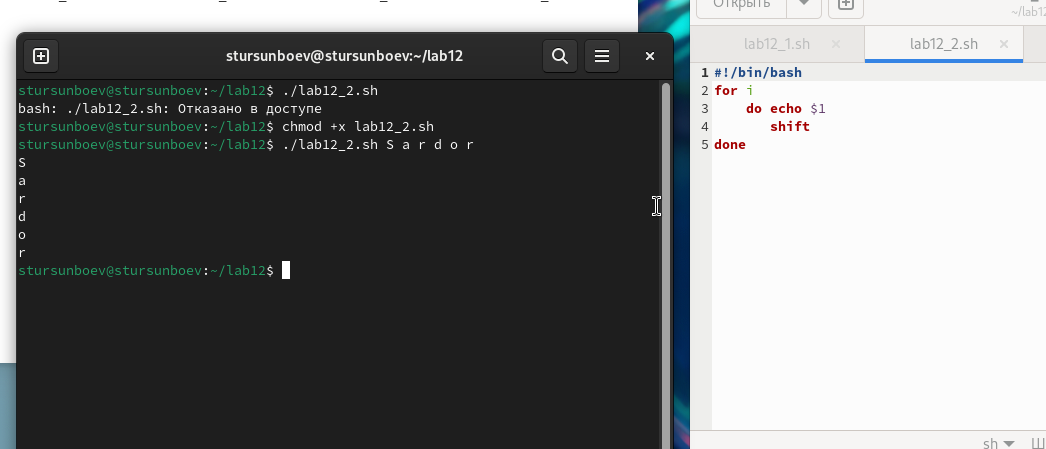 stursunboev@stursunboev:~/lab12
stursunboev@stursunboev:~/lab12$ ./lab12_2.sh
bash: ./lab12_2.sh: Отказано в доступе
stursunboev@stursunboev:~/lab12$ chmod +x lab12_2.sh
stursunboev@stursunboev:~/lab12$ ./lab12_2.sh S a r d o r
S
a
r
d
o
r
stursunboev@stursunboev:~/lab12$
Открыть
~/lab12
lab12_1.sh
lab12_2.sh
1 #!/bin/bash
2 for i
3     do echo $1
4        shift
5 done
sh